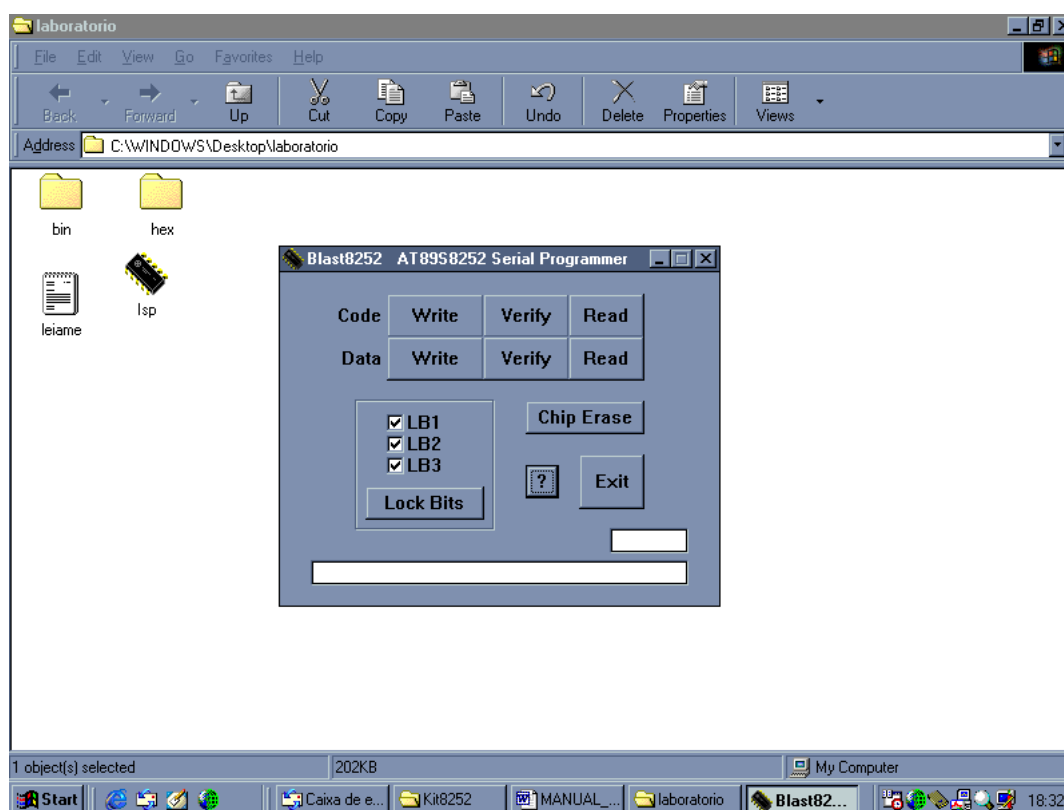 laboratorio
File Edit View Go Favorites Help
Back Forward Up Cut Copy Paste Undo Delete Properties Views
Address C:\WINDOWS\Desktop\laboratorio
bin hex
leiame lsp
Blast8252 AT89S8252 Serial Programmer
Code Write Verify Read
Data Write Verify Read
LB1
LB2
LB3
Lock Bits
Chip Erase
? Exit
1 object(s) selected 202KB My Computer
Start Caixa de e... Kit8252 MANUAL_... laboratorio Blast82...